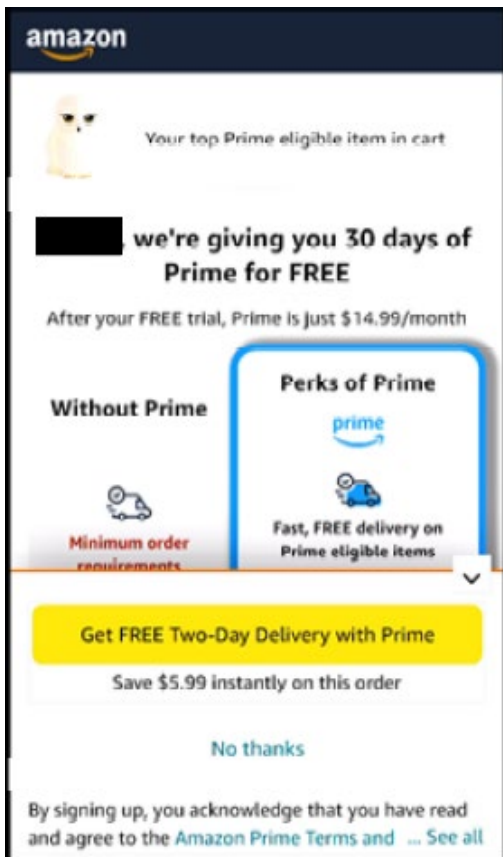 amazon
Your top Prime eligible item in cart
, we're giving you 30 days of
Prime for FREE
After your FREE trial, Prime is just $14.99/month
Without Prime
Minimum order
requirements
Perks of Prime
prime
Fast, FREE delivery on
Prime eligible items
Get FREE Two-Day Delivery with Prime
Save $5.99 instantly on this order
No thanks
By signing up, you acknowledge that you have read
and agree to the Amazon Prime Terms and ... See all